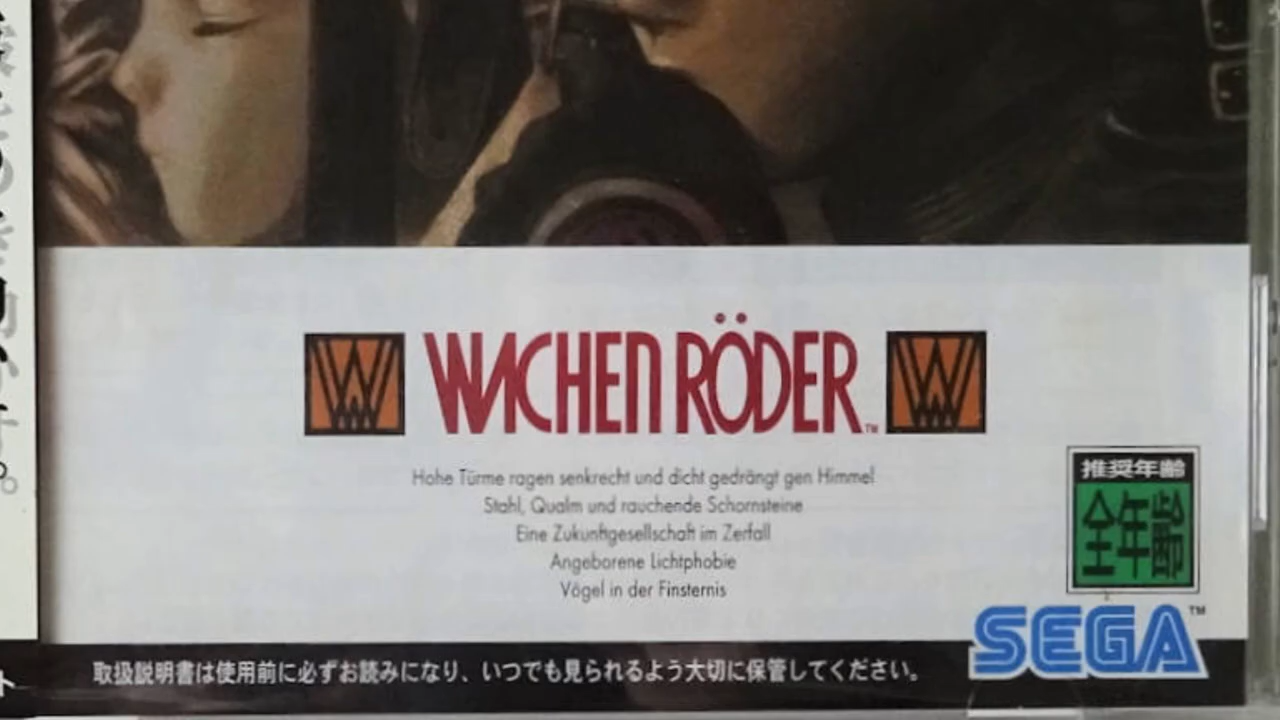 WACHEN RÖDER™
Hohe Türme ragen senkrecht und dicht gedrängt gen Himmel
Stahl, Qualm und rauchende Schornsteine
Eine Zukunftgesellschaft im Zerfall
Angeborene Lichtphobie
Vögel in der Finsternis
推奨年齢
全年齢
SEGA™
取扱説明書は使用前に必ずお読みになり、いつでも見られるよう大切に保管してください。